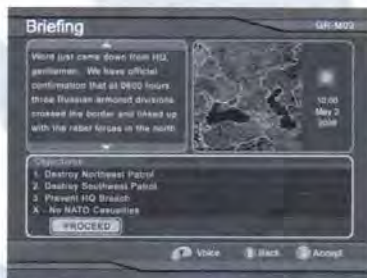 Briefing
GR-M03
Word just came down from HQ,
gentlemen. We have official
confirmation that at 0600 hours
three Russian armored divisions
crossed the border and linked up
with the rebel forces in the north
10:00
May 2
2008
Objectives
1. Destroy Northwest Patrol
2. Destroy Southwest Patrol
3. Prevent HQ Breach
X. No NATO Casualties
PROCEED
Voice
Back
Accept